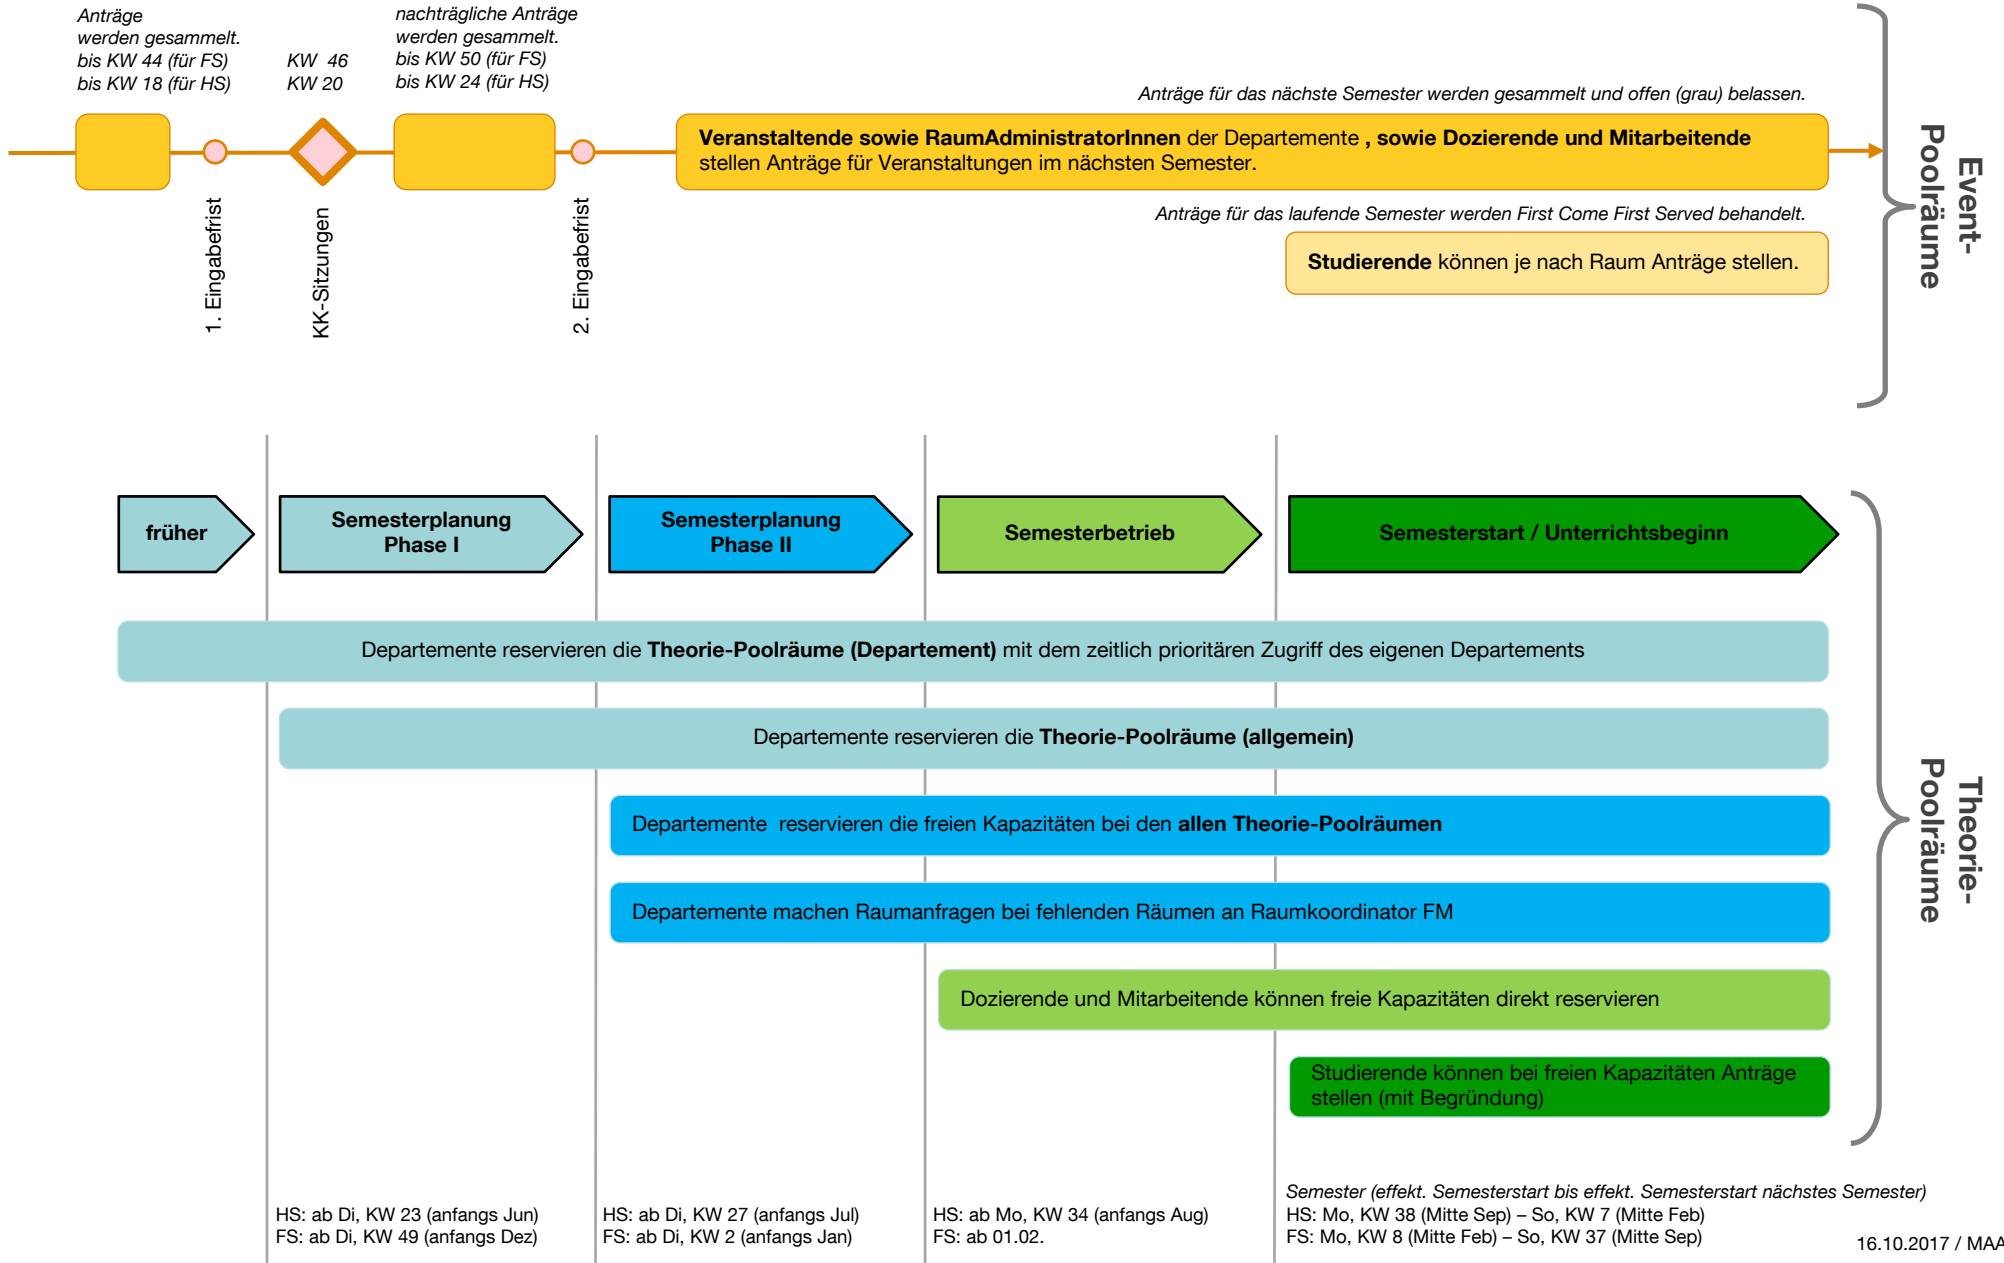 Anträge
werden gesammelt.
bis KW 44 (für FS)
bis KW 18 (für HS)
KW 46
KW 20
nachträgliche Anträge
werden gesammelt.
bis KW 50 (für FS)
bis KW 24 (für HS)
Anträge für das nächste Semester werden gesammelt und offen (grau) belassen.
Veranstaltende sowie RaumAdministratorInnen der Departemente , sowie Dozierende und Mitarbeitende
stellen Anträge für Veranstaltungen im nächsten Semester.
1. Eingabefrist
KK-Sitzungen
2. Eingabefrist
Anträge für das laufende Semester werden First Come First Served behandelt.
Studierende können je nach Raum Anträge stellen.
Event-
Poolräume
früher
Semesterplanung
Phase I
Semesterplanung
Phase II
Semesterbetrieb
Semesterstart / Unterrichtsbeginn
Departemente reservieren die Theorie-Poolräume (Departement) mit dem zeitlich prioritären Zugriff des eigenen Departements
Departemente reservieren die Theorie-Poolräume (allgemein)
Departemente reservieren die freien Kapazitäten bei den allen Theorie-Poolräumen
Departemente machen Raumanfragen bei fehlenden Räumen an Raumkoordinator FM
Dozierende und Mitarbeitende können freie Kapazitäten direkt reservieren
Studierende können bei freien Kapazitäten Anträge
stellen (mit Begründung)
Theorie-
Poolräume
HS: ab Di, KW 23 (anfangs Jun)
FS: ab Di, KW 49 (anfangs Dez)
HS: ab Di, KW 27 (anfangs Jul)
FS: ab Di, KW 2 (anfangs Jan)
HS: ab Mo, KW 34 (anfangs Aug)
FS: ab 01.02.
Semester (effekt. Semesterstart bis effekt. Semesterstart nächstes Semester)
HS: Mo, KW 38 (Mitte Sep) – So, KW 7 (Mitte Feb)
FS: Mo, KW 8 (Mitte Feb) – So, KW 37 (Mitte Sep)
16.10.2017 / MAA